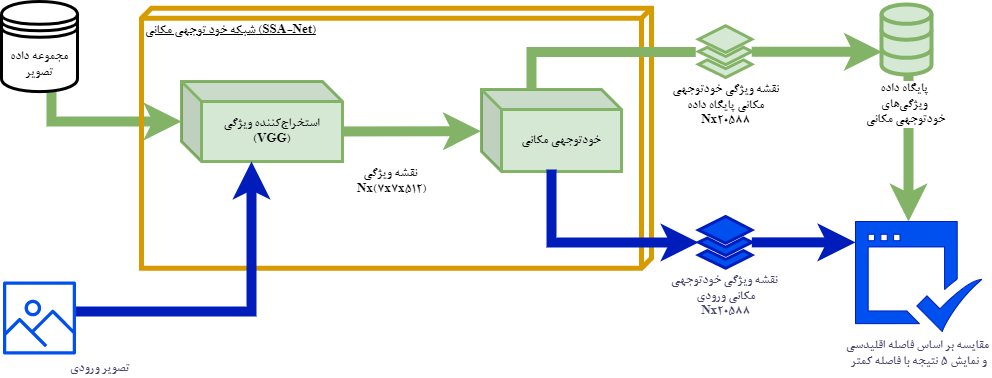 شبکه خود توجهی مکانی (SSA-Net)
مجموعه داده
تصویر
استخراج‌کننده ویژگی
(VGG)
نقشه ویژگی
Nx(۷x۷x۵۱۲)
خودتوجهی مکانی
نقشه ویژگی خودتوجهی
مکانی پایگاه داده
Nx۲۰۵۸۸
پایگاه داده
ویژگی‌های
خودتوجهی مکانی
نقشه ویژگی خودتوجهی
مکانی ورودی
Nx۲۰۵۸۸
تصویر ورودی
مقایسه بر اساس فاصله اقلیدسی
و نمایش ۵ نتیجه با فاصله کمتر